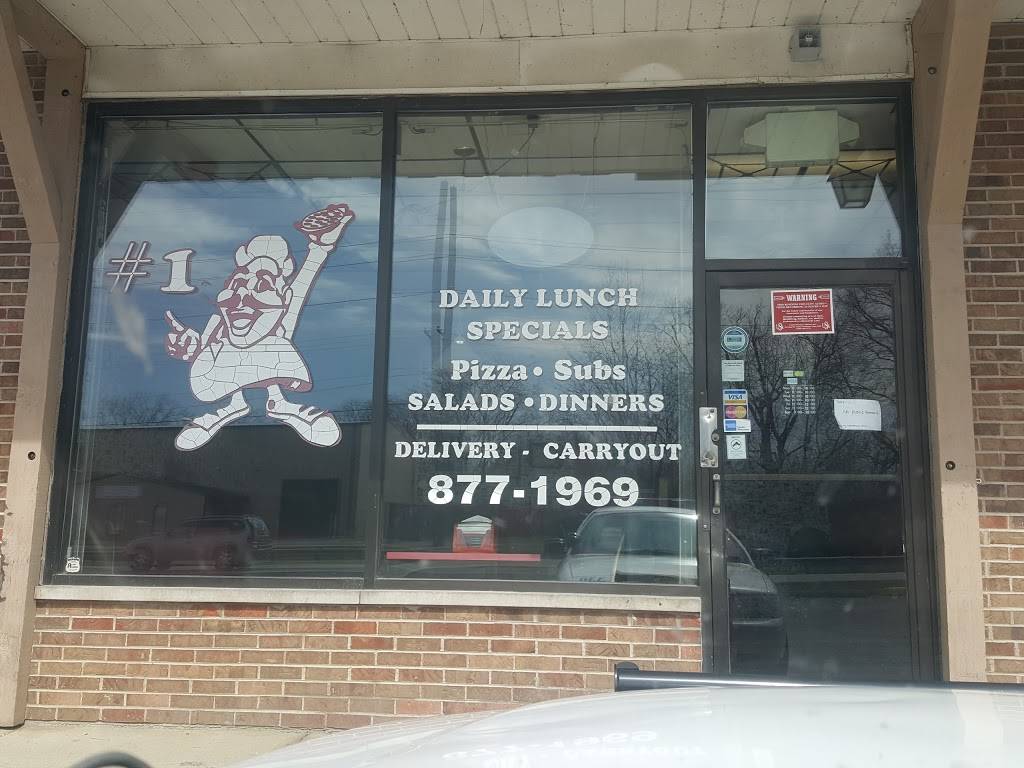 #1
DAILY LUNCH
SPECIALS
Pizza • Subs
SALADS • DINNERS
DELIVERY - CARRYOUT
877-1969
WARNING
VISA